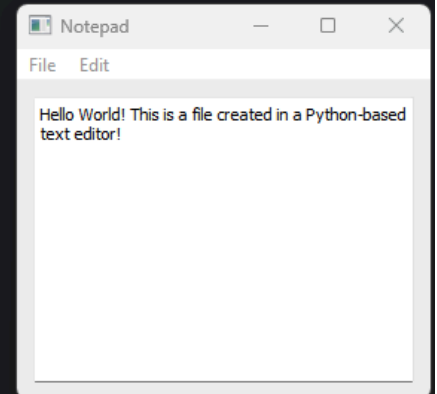 Notepad
File Edit
Hello World! This is a file created in a Python-based
text editor!